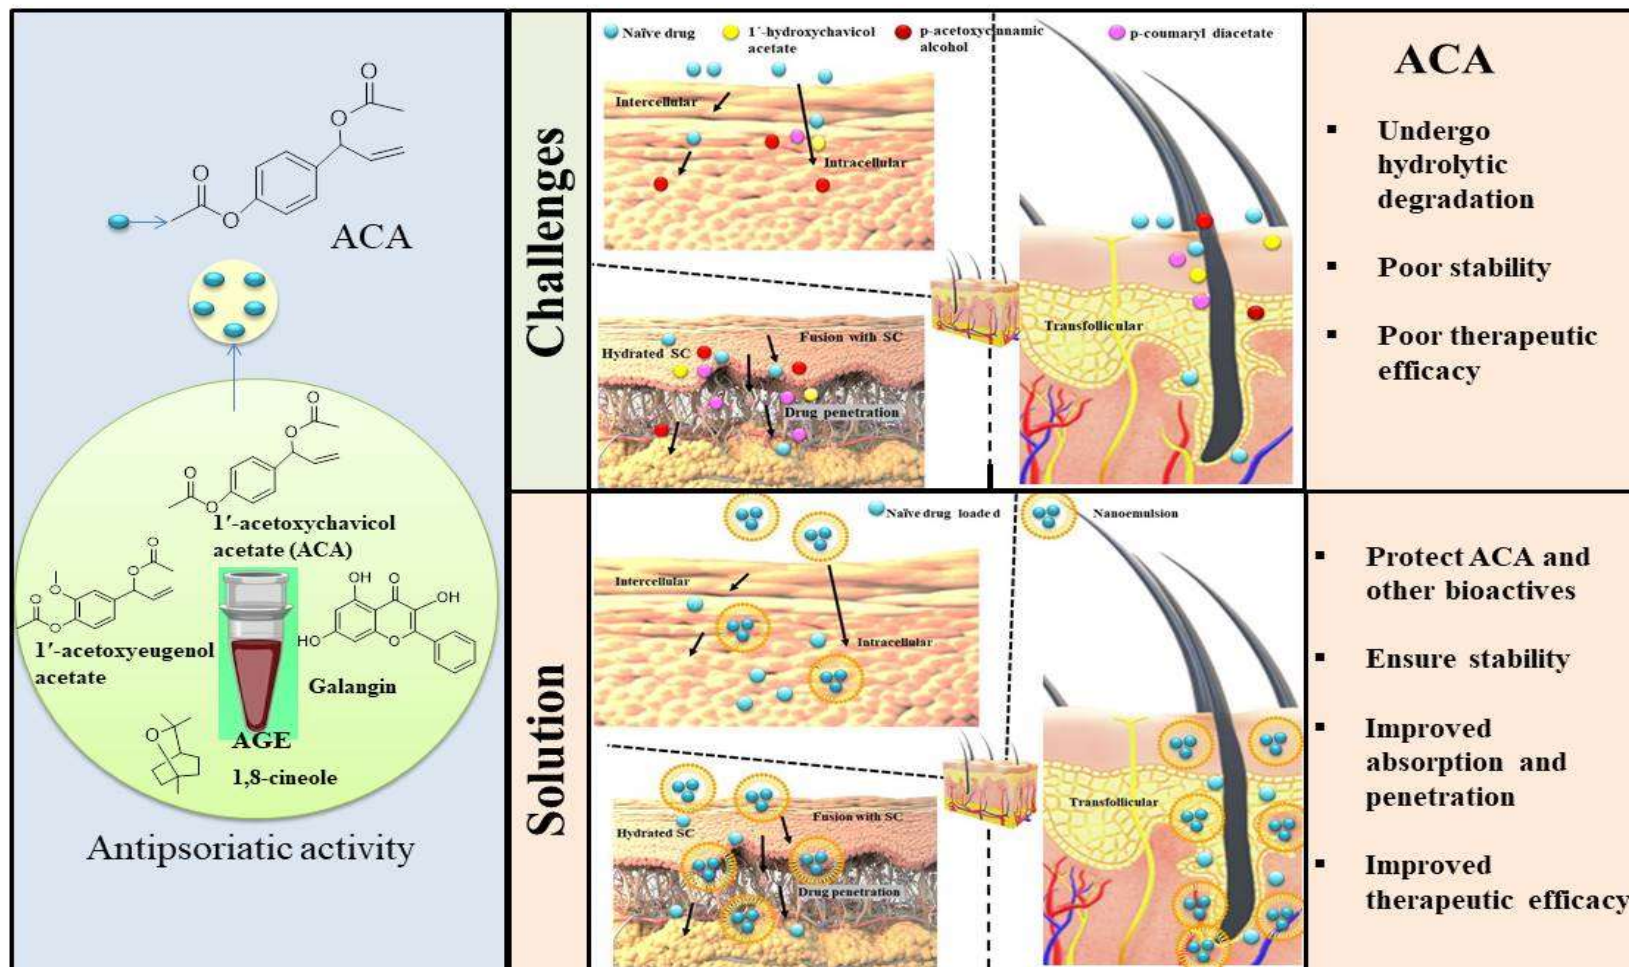 O
O
O
O
ACA
O
O
O
O
1′-acetoxychavicol
acetate (ACA)
O
O
O
O
O
1′-acetoxyeugenol
acetate
OH
O
OH
HO
O
Galangin
O
AGE
1,8-cineole
Antipsoriatic activity
Challenges
Naïve drug
1´-hydroxychavicol
acetate
p-acetoxycinnamic
alcohol
p-coumaryl diacetate
Intercellular
Intracellular
Hydrated SC
Fusion with SC
Drug penetration
Transfollicular
ACA
▪ Undergo
hydrolytic
degradation
▪ Poor stability
▪ Poor therapeutic
efficacy
Solution
Naïve drug loaded
Nanoemulsion
Intercellular
Intracellular
Hydrated SC
Fusion with SC
Drug penetration
Transfollicular
▪ Protect ACA and
other bioactives
▪ Ensure stability
▪ Improved
absorption and
penetration
▪ Improved
therapeutic efficacy